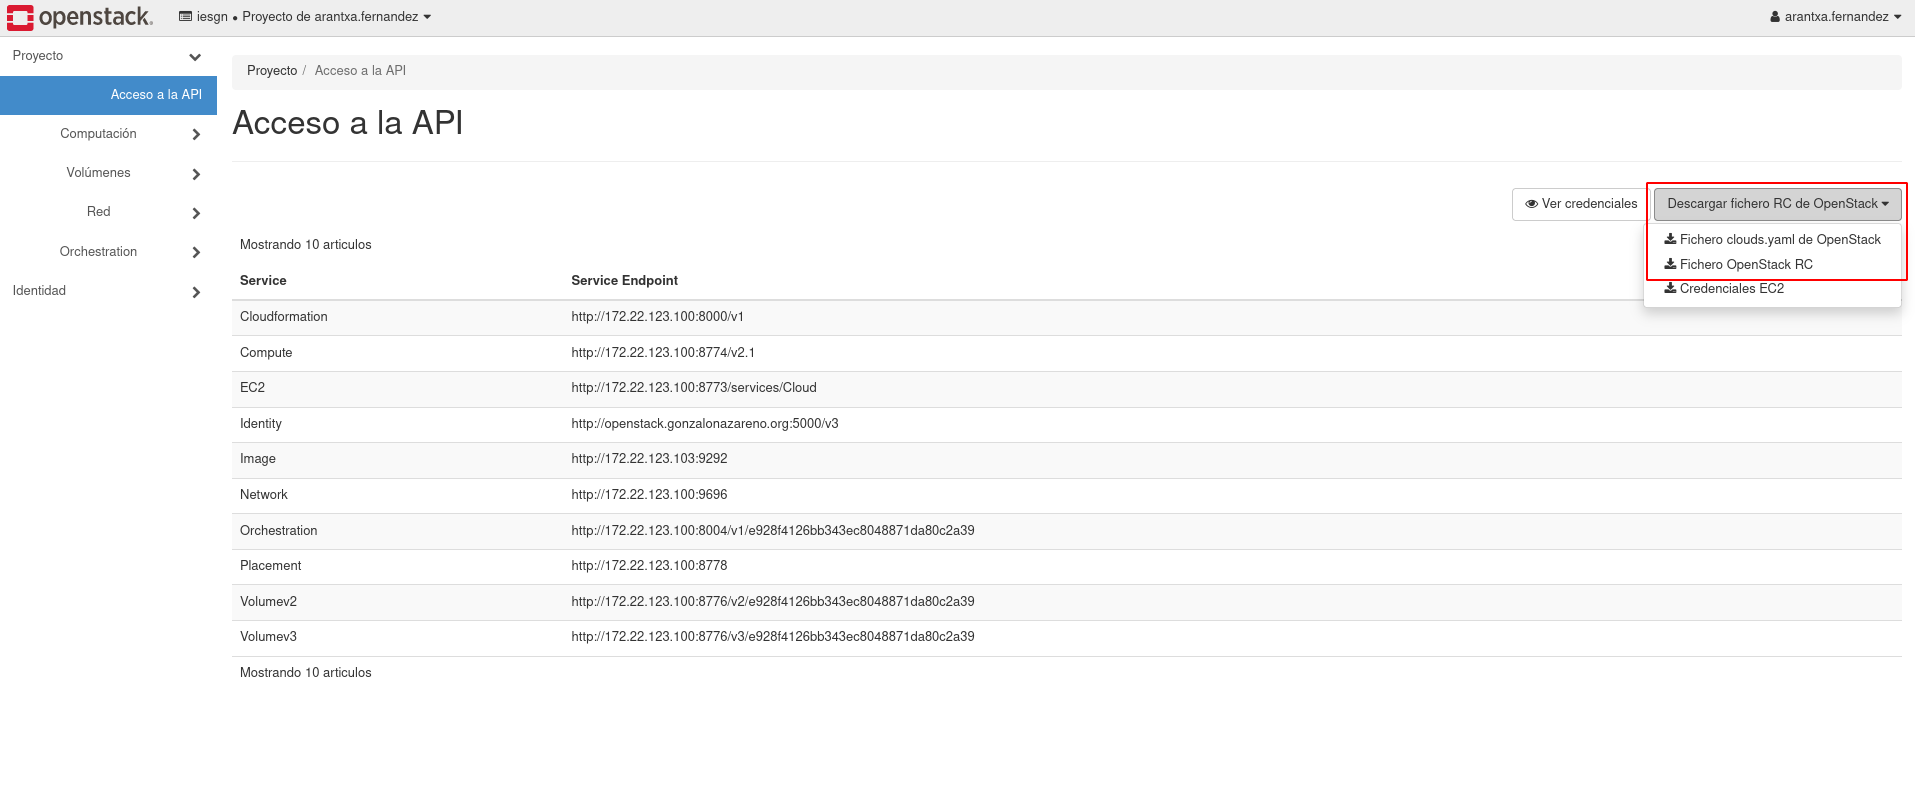 openstack.
iesgn • Proyecto de arantxa.fernandez
arantxa.fernandez
Proyecto
Acceso a la API
Computación
Volúmenes
Red
Orchestration
Identidad
Proyecto / Acceso a la API
Acceso a la API
Ver credenciales
Descargar fichero RC de OpenStack
Fichero clouds.yaml de OpenStack
Fichero OpenStack RC
Credenciales EC2
Mostrando 10 articulos
Service Service Endpoint
Cloudformation http://172.22.123.100:8000/v1
Compute http://172.22.123.100:8774/v2.1
EC2 http://172.22.123.100:8773/services/Cloud
Identity http://openstack.gonzalonazareno.org:5000/v3
Image http://172.22.123.103:9292
Network http://172.22.123.100:9696
Orchestration http://172.22.123.100:8004/v1/e928f4126bb343ec8048871da80c2a39
Placement http://172.22.123.100:8778
Volumev2 http://172.22.123.100:8776/v2/e928f4126bb343ec8048871da80c2a39
Volumev3 http://172.22.123.100:8776/v3/e928f4126bb343ec8048871da80c2a39
Mostrando 10 articulos